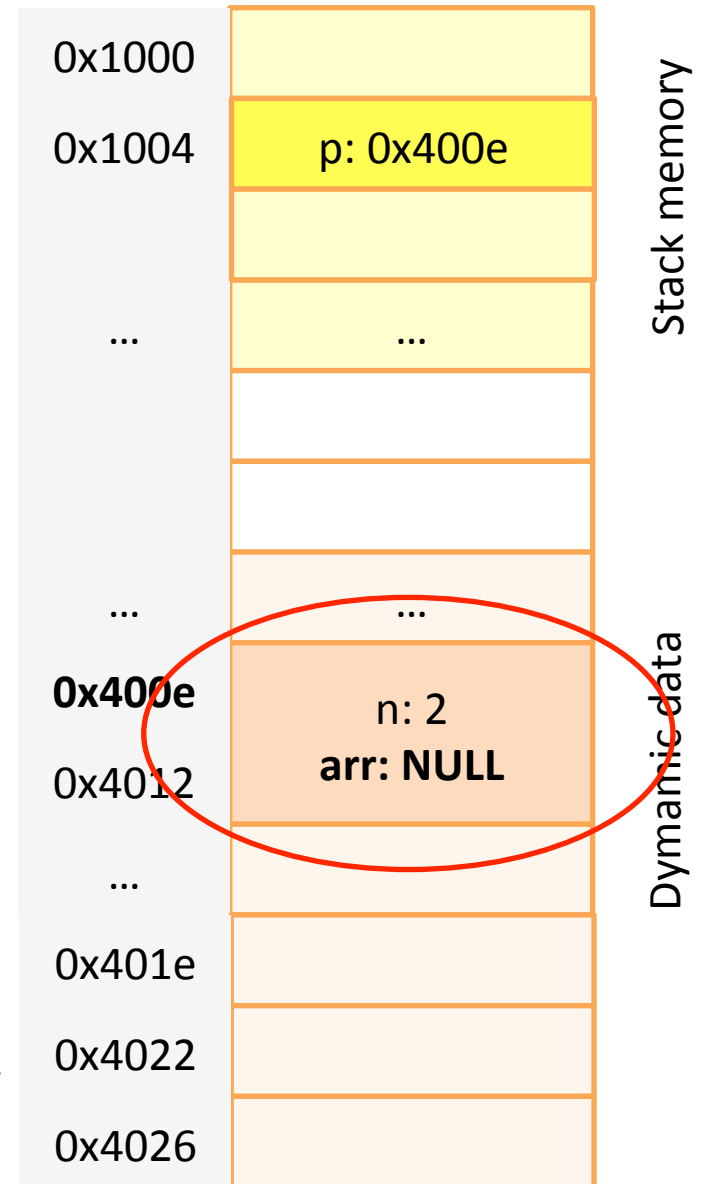 0x1000
0x1004 p: 0x400e
… …
… …
0x400e n: 2
0x4012 arr: NULL
…
0x401e
0x4022
0x4026
Stack memory
Dymamic data